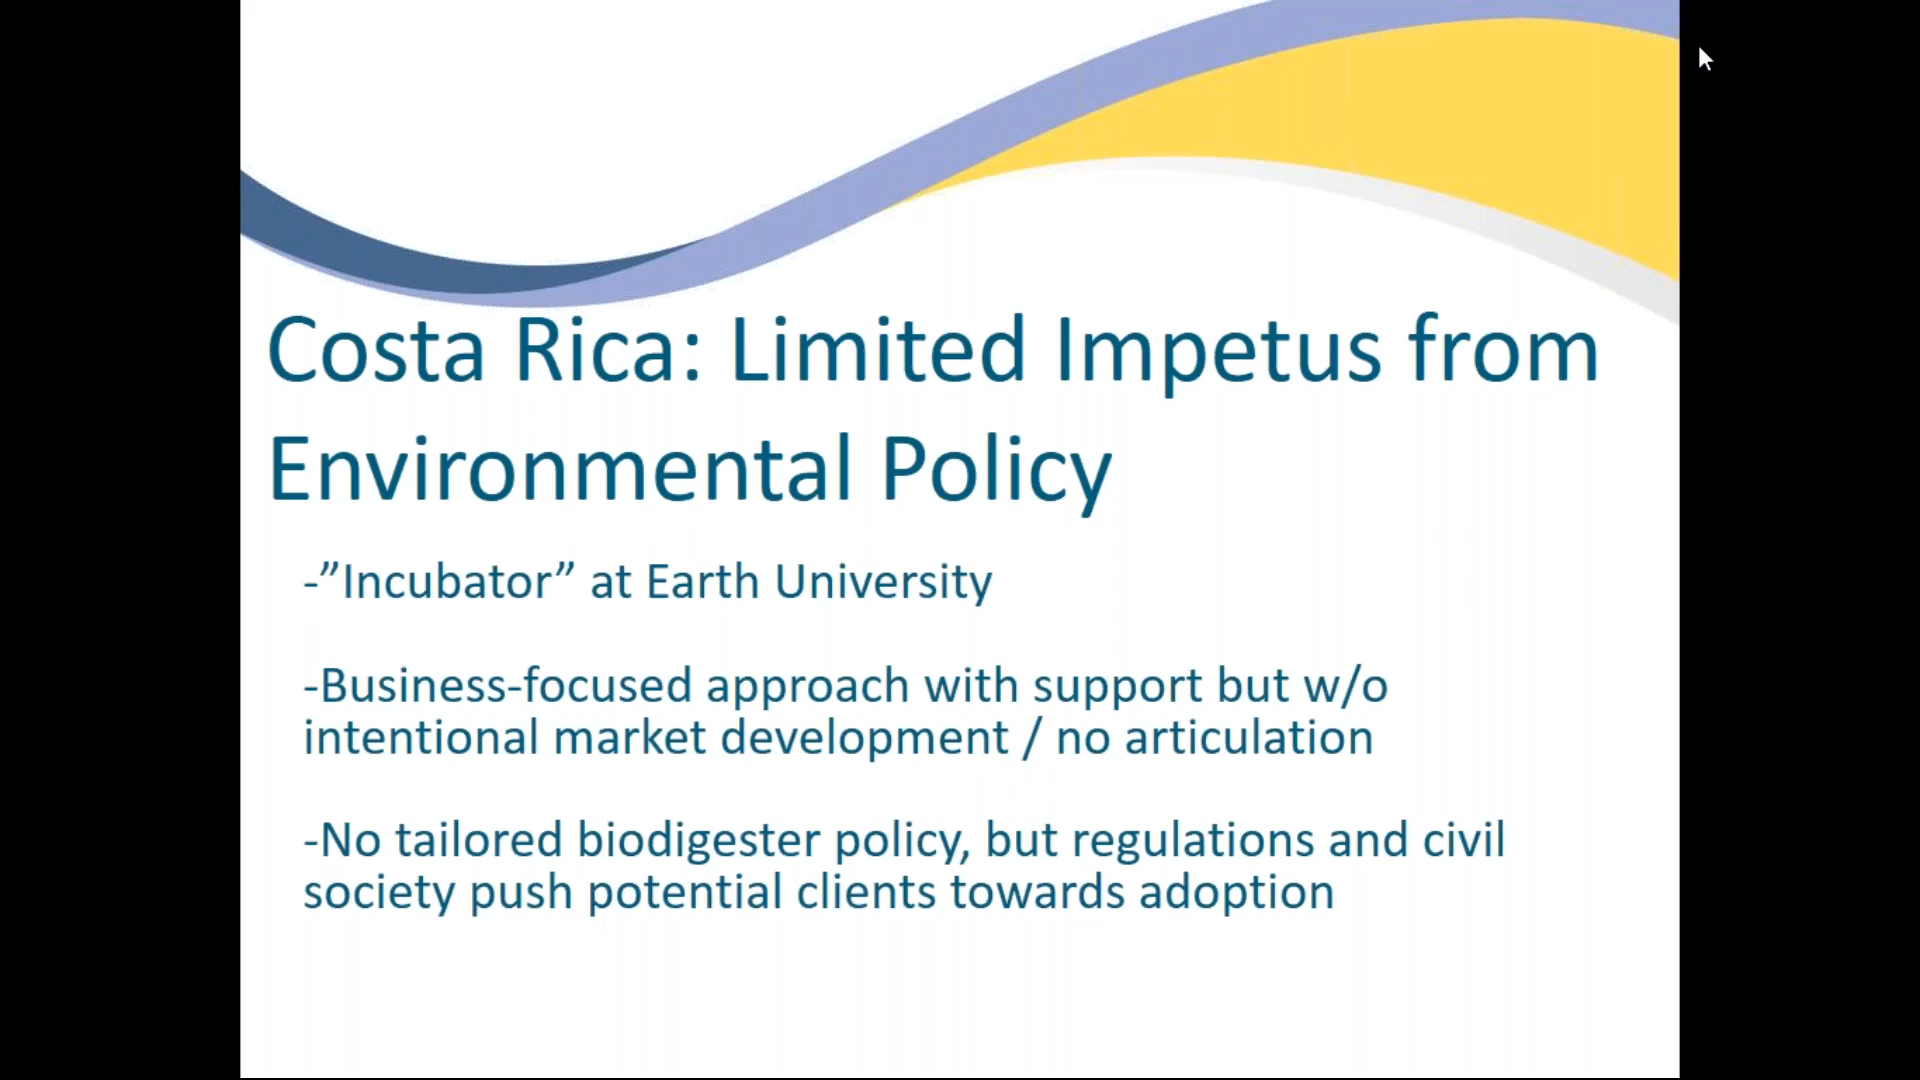 Costa Rica: Limited Impetus from
Environmental Policy
-”Incubator” at Earth University
-Business-focused approach with support but w/o
intentional market development / no articulation
-No tailored biodigester policy, but regulations and civil
society push potential clients towards adoption